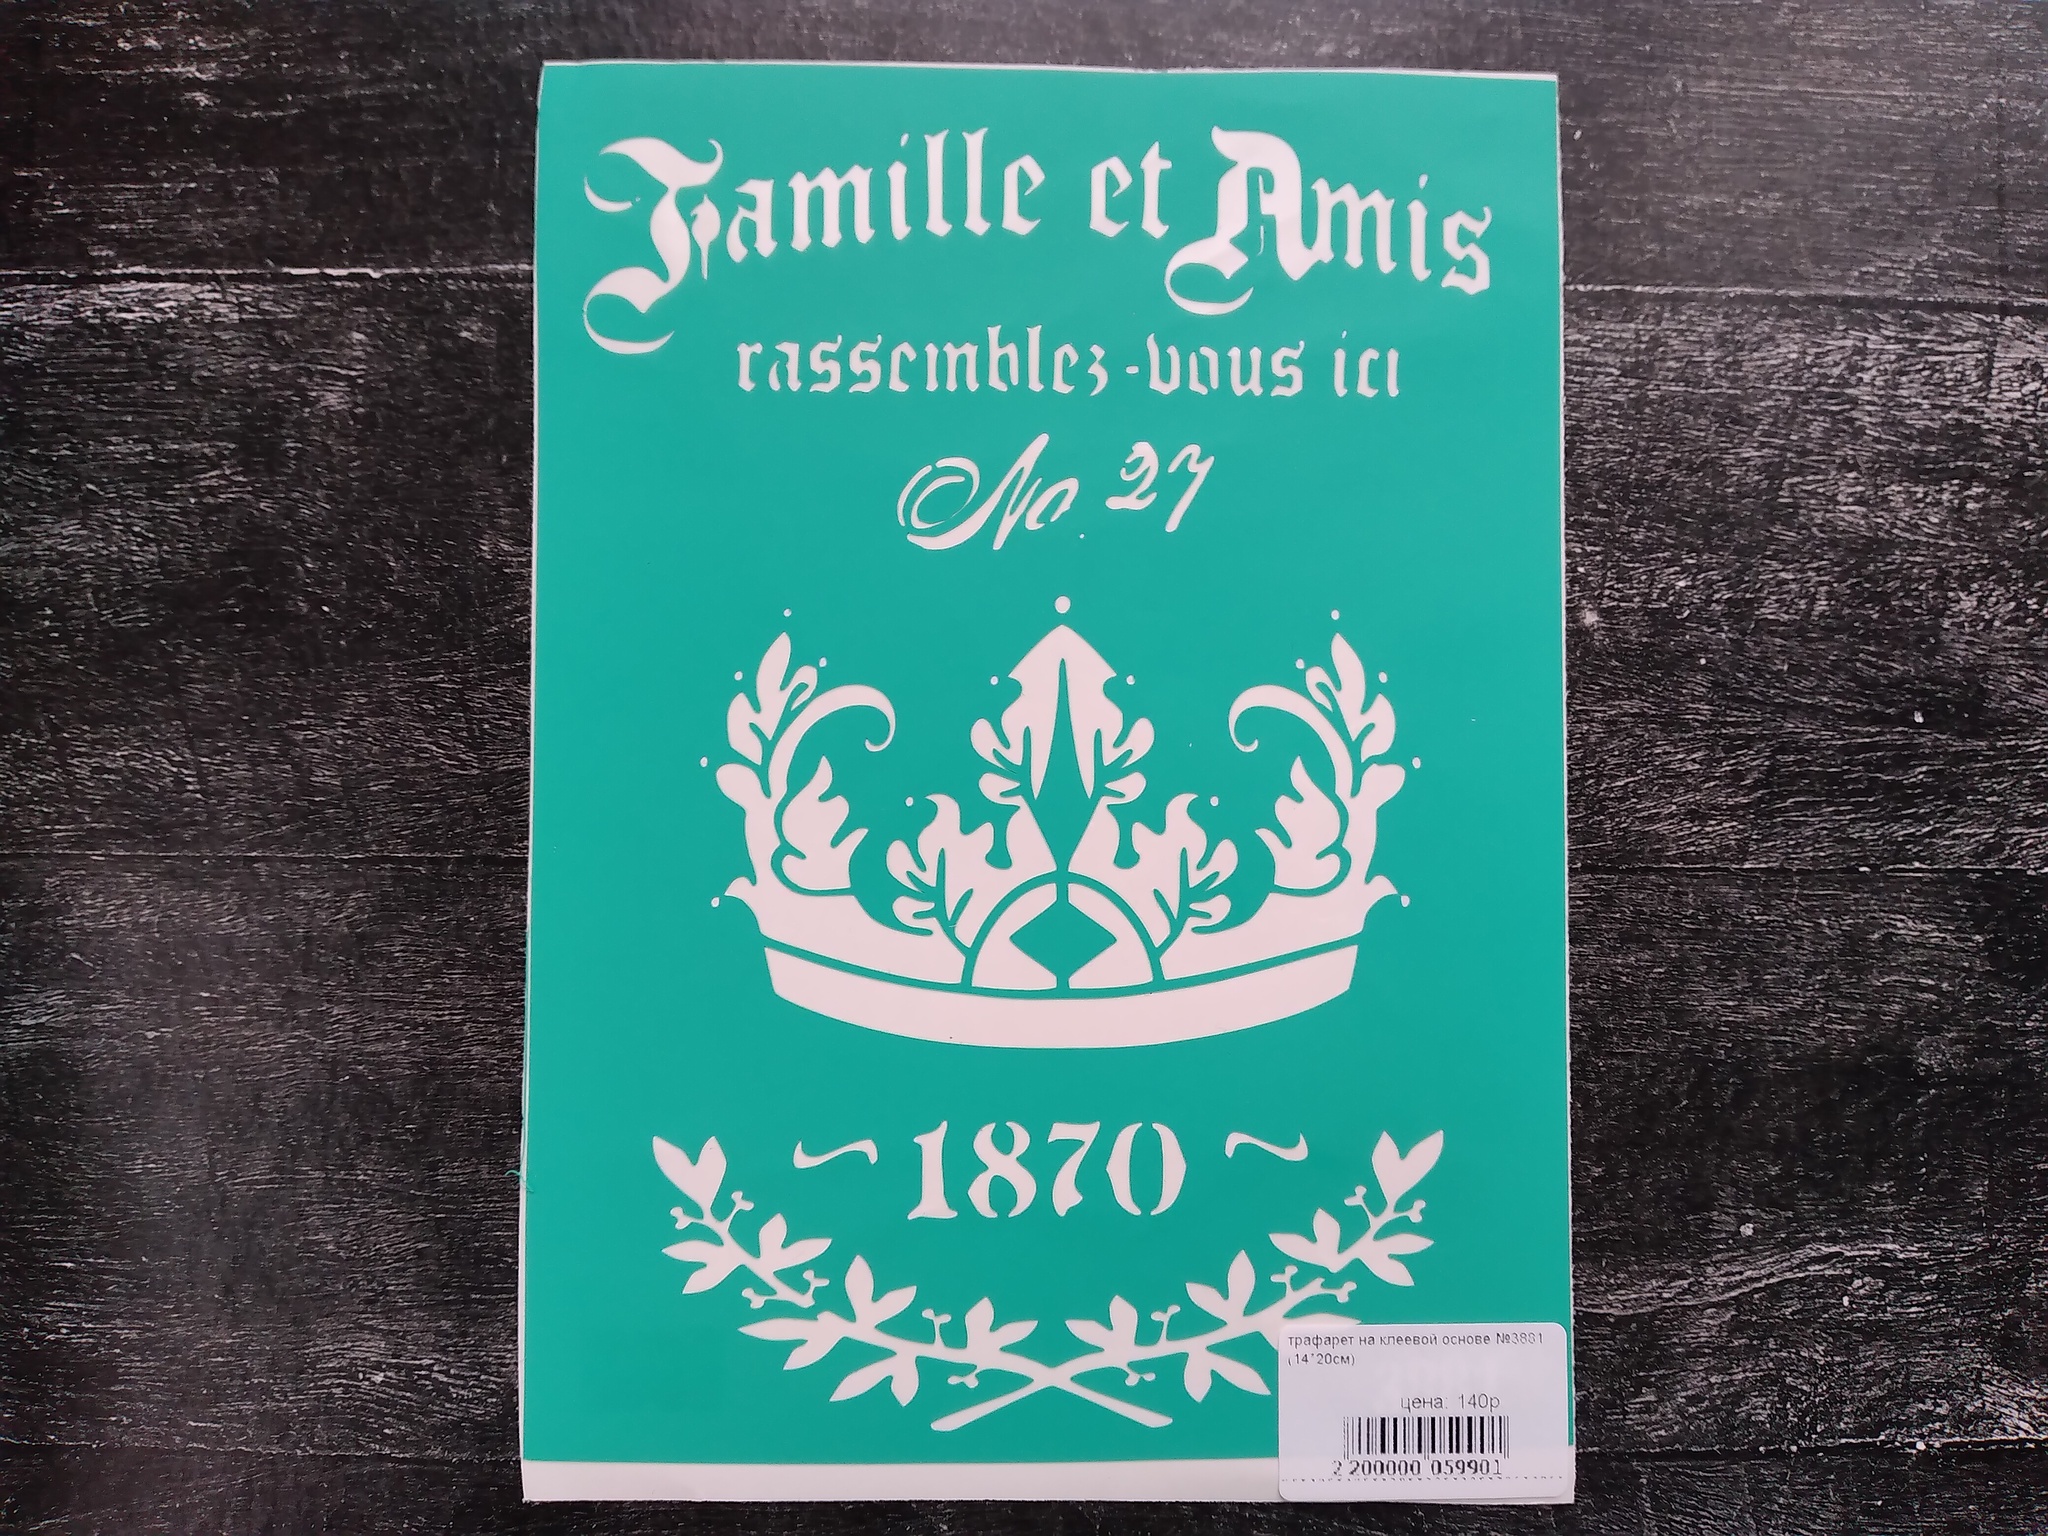 Famille et Amis
rassemblez-vous ici
No. 27
~1870~
трафарет на клеевой основе №3881
(14*20см)
цена: 140р
2 200000 059901